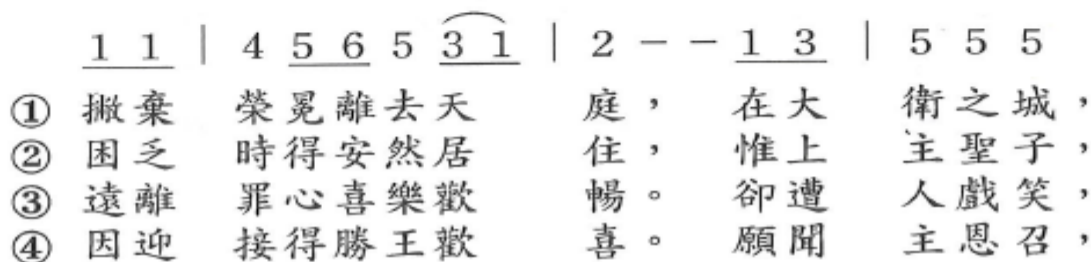 1 1 | 4 5 6 5 3 1 | 2 - - 1 3 | 5 5 5
① 撇棄 榮冕離去天 庭， 在大 衛之城，
② 困乏 時得安然居 住， 惟上 主聖子，
③ 遠離 罪心喜樂歡 暢。 卻遭 人戲笑，
④ 因迎 接得勝王歡 喜。 願聞 主恩召，